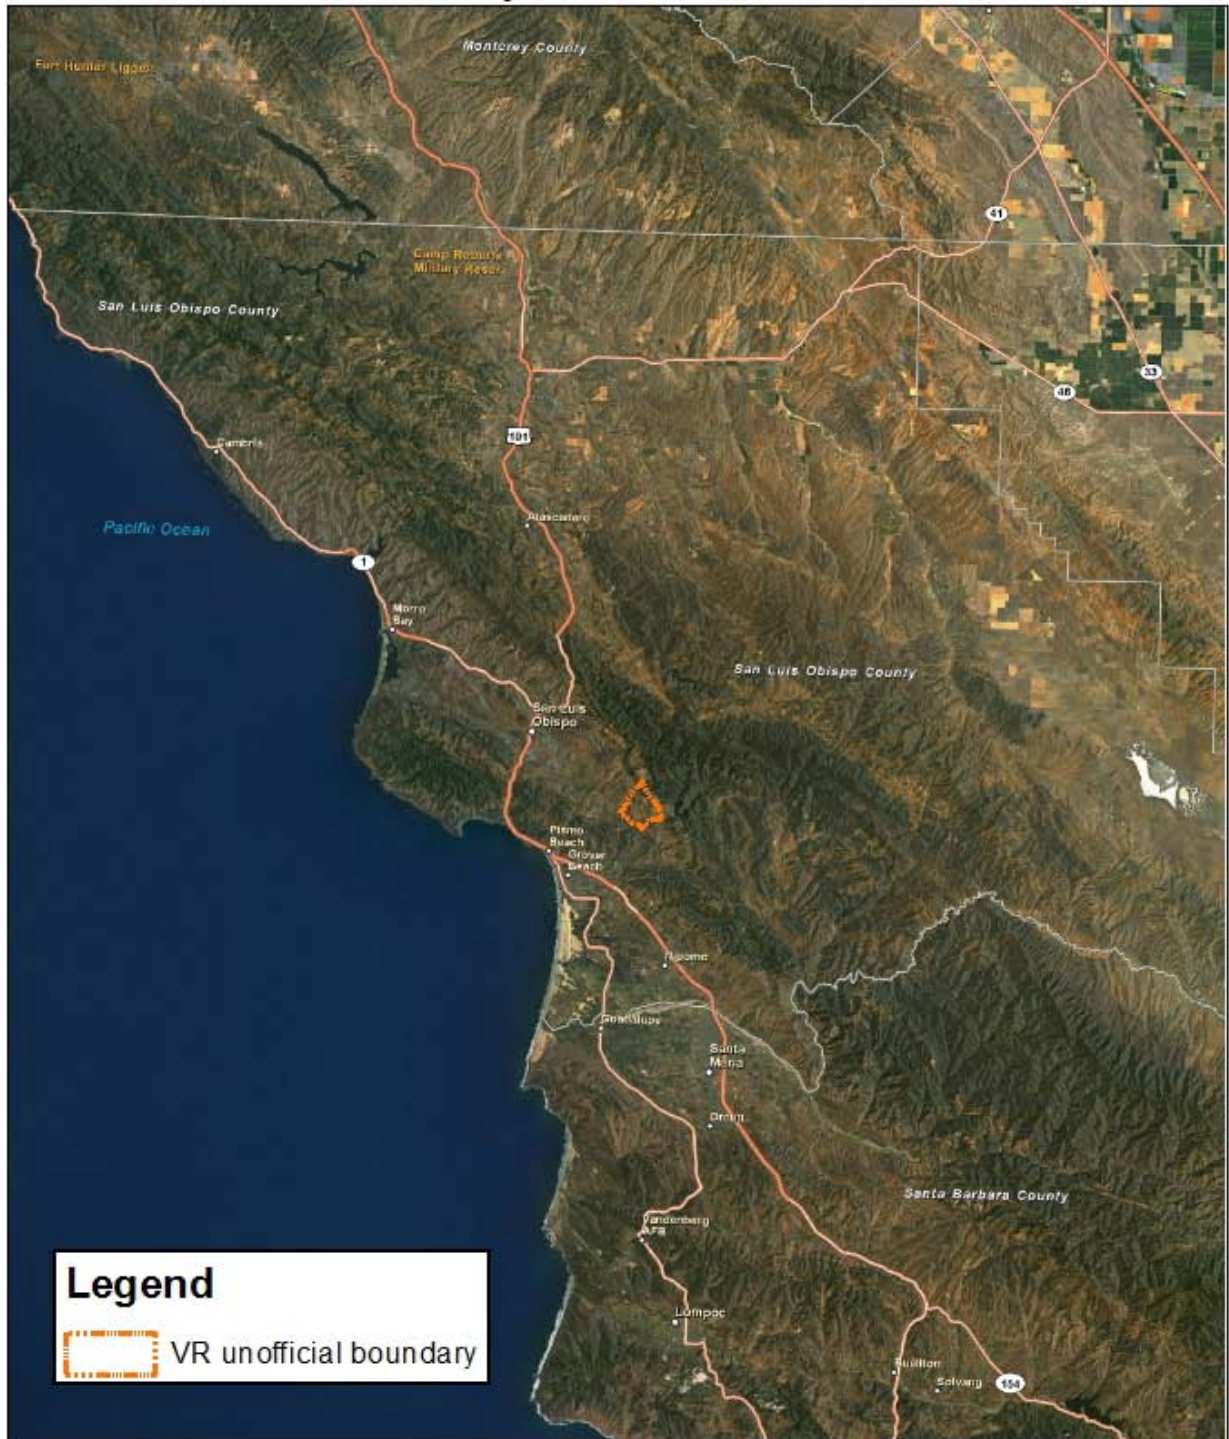 Monterey County
Fort Hunter Liggett
41
Camp Roberts
Military Reser
San Luis Obispo County
33
46
101
Cambria
Atascadero
Pacific Ocean
1
Morro
Bay
San Luis Obispo County
San Luis
Obispo
Pismo
Beach
Grover
Beach
Nipomo
Guadalupe
Santa
Maria
Orcutt
Santa Barbara County
Vandenberg
AFB
Legend
VR unofficial boundary
Lompoc
Buellton
Solvang
154